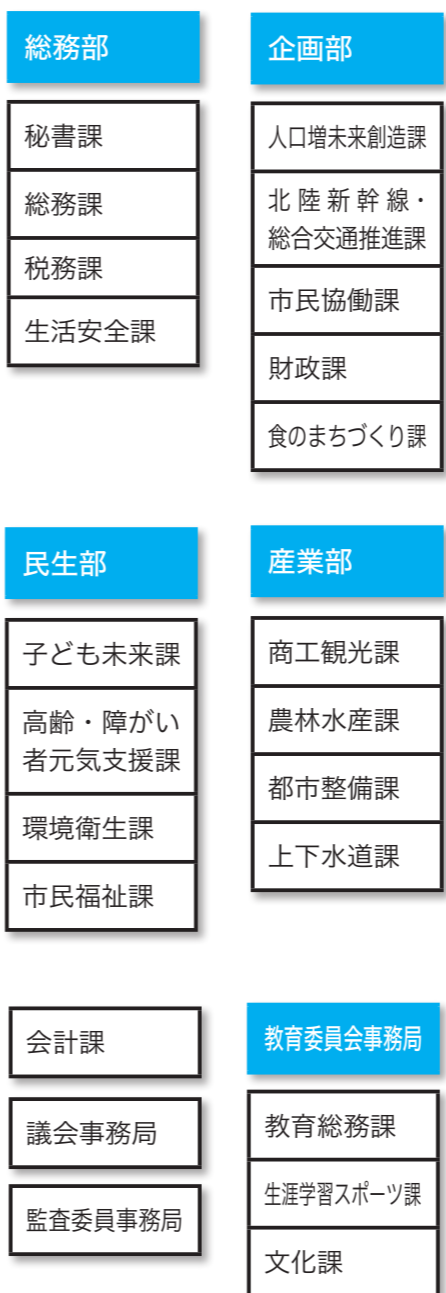 総務部
秘書課
総務課
税務課
生活安全課
企画部
人口増未来創造課
北陸新幹線・
総合交通推進課
市民協働課
財政課
食のまちづくり課
民生部
子ども未来課
高齢・障がい
者元気支援課
環境衛生課
市民福祉課
産業部
商工観光課
農林水産課
都市整備課
上下水道課
会計課
議会事務局
監査委員事務局
教育委員会事務局
教育総務課
生涯学習スポーツ課
文化課